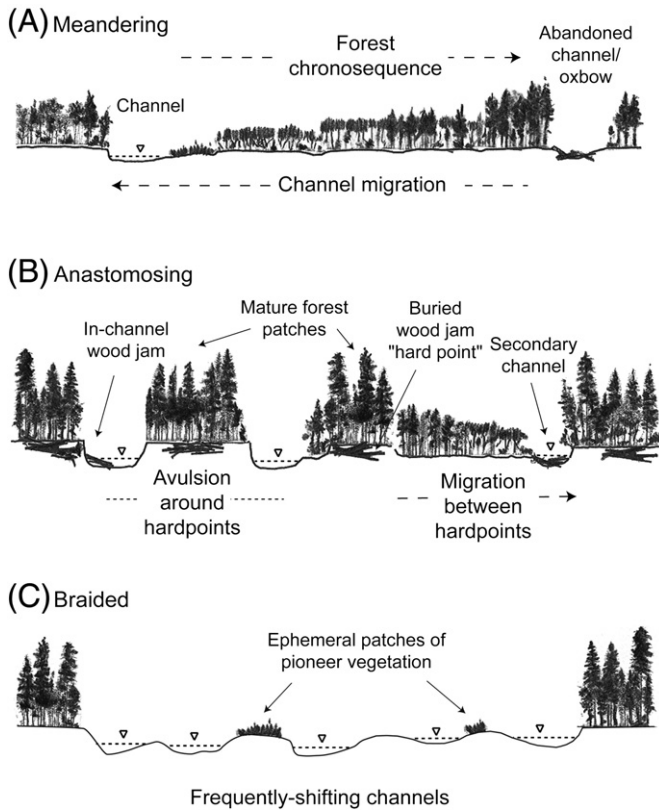 (A) Meandering
Forest
chronosequence
Abandoned
channel/
oxbow
Channel
Channel migration
(B) Anastomosing
Mature forest
patches
Buried
wood jam
"hard point"
In-channel
wood jam
Secondary
channel
Avulsion
around
hardpoints
Migration
between
hardpoints
(C) Braided
Ephemeral patches of
pioneer vegetation
Frequently-shifting channels